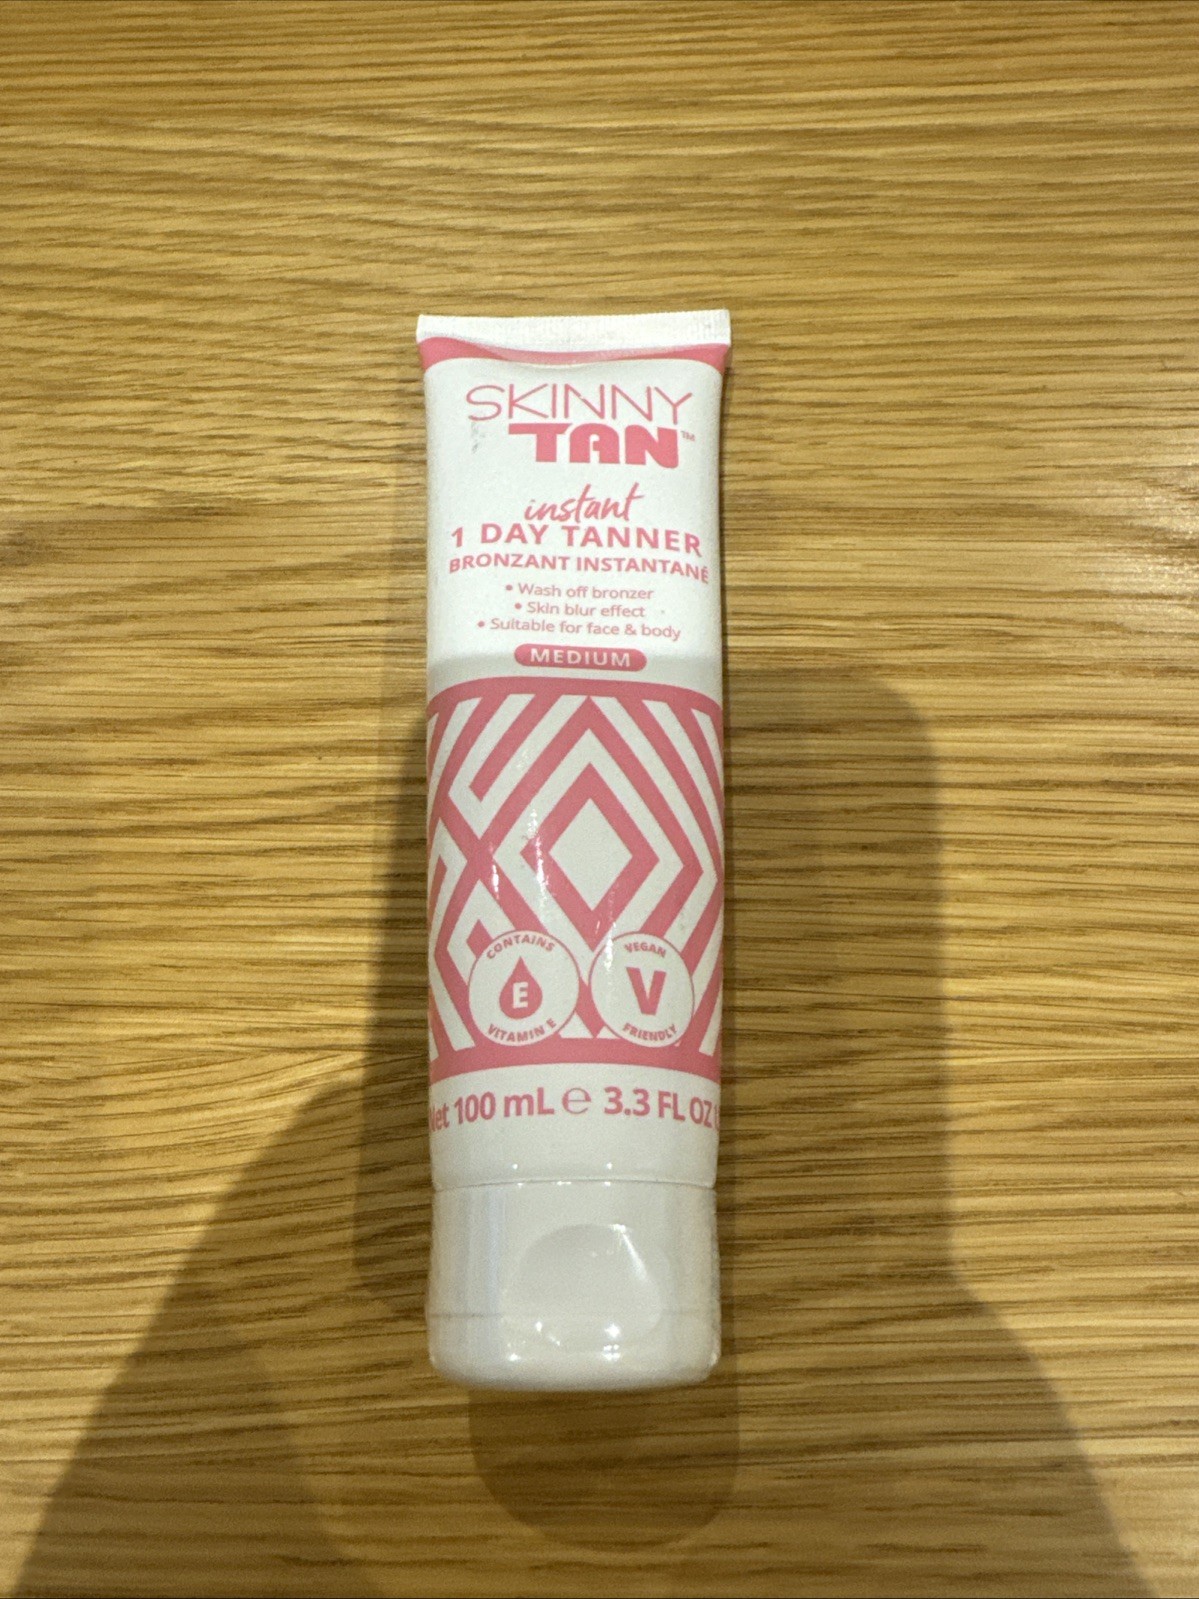 SKINNY
TAN™
instant
1 DAY TANNER
BRONZANT INSTANTANÉ
• Wash off bronzer
• Skin blur effect
• Suitable for face & body
MEDIUM
CONTAINS
E
VITAMIN E
VEGAN
V
FRIENDLY
Net 100 mL ℮ 3.3 FL OZ